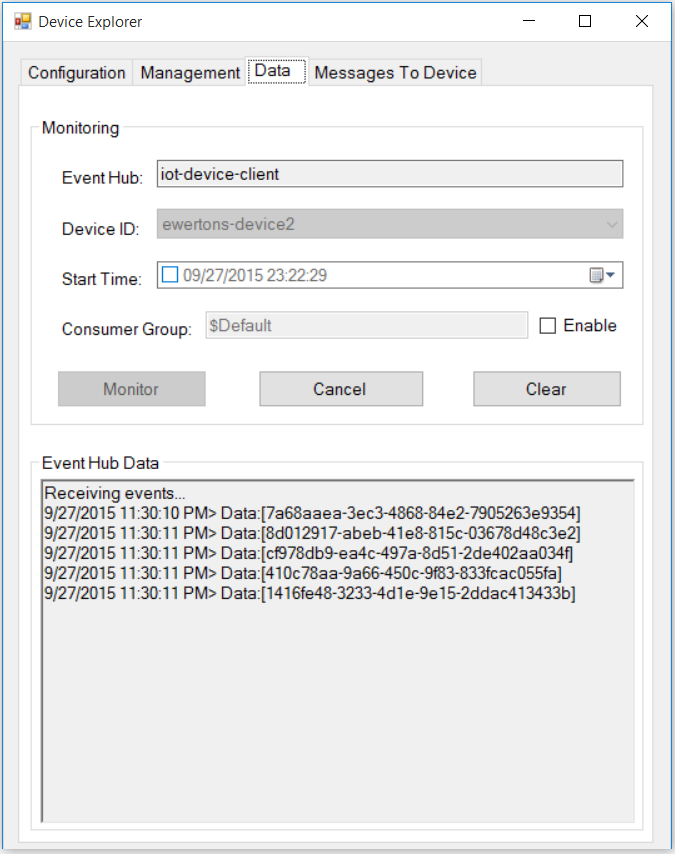 Device Explorer
Configuration Management Data Messages To Device
Monitoring
Event Hub: iot-device-client
Device ID: ewertons-device2
Start Time: 09/27/2015 23:22:29
Consumer Group: $Default Enable
Monitor Cancel Clear
Event Hub Data
Receiving events...
9/27/2015 11:30:10 PM> Data:[7a68aaea-3ec3-4868-84e2-7905263e9354]
9/27/2015 11:30:11 PM> Data:[8d012917-abeb-41e8-815c-03678d48c3e2]
9/27/2015 11:30:11 PM> Data:[cf978db9-ea4c-497a-8d51-2de402aa034f]
9/27/2015 11:30:11 PM> Data:[410c78aa-9a66-450c-9f83-833fcac055fa]
9/27/2015 11:30:11 PM> Data:[1416fe48-3233-4d1e-9e15-2ddac413433b]